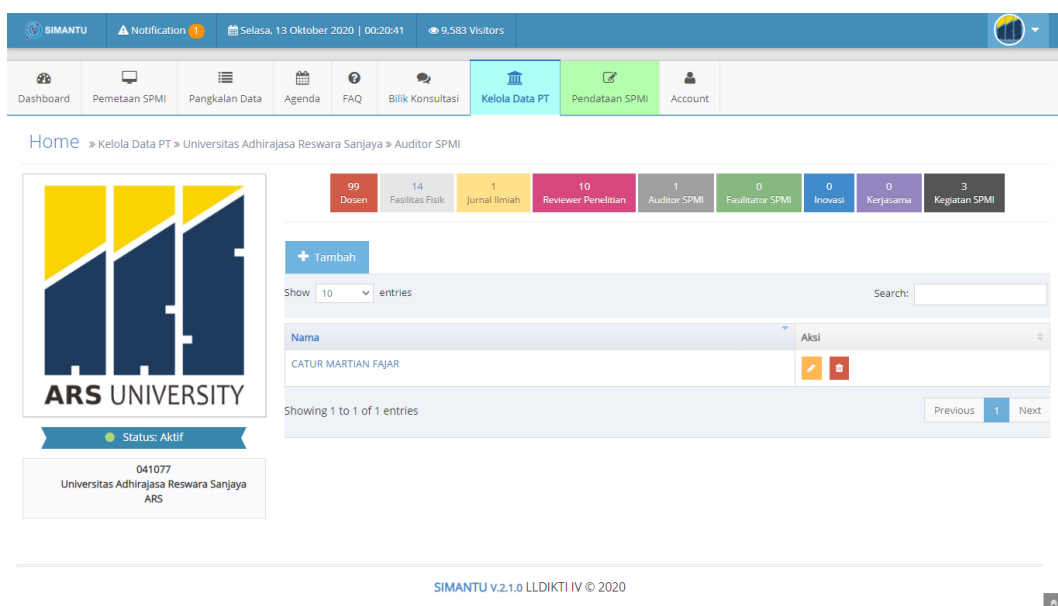 SIMANTU Notification 1 Selasa, 13 Oktober 2020 | 00:20:41 9,583 Visitors
Dashboard Pemetaan SPMI Pangkalan Data Agenda FAQ Bilik Konsultasi Kelola Data PT Pendataan SPMI Account
Home » Kelola Data PT » Universitas Adhirajasa Reswara Sanjaya » Auditor SPMI
99 14 1 10 1 0 0 0 3
Dosen Fasilitas Fisik Jurnal Ilmiah Reviewer Penelitian Auditor SPMI Fasilitator SPMI Inovasi Kerjasama Kegiatan SPMI
Tambah
Show 10 entries Search:
Nama Aksi
CATUR MARTIAN FAJAR
Showing 1 to 1 of 1 entries Previous 1 Next
ARS UNIVERSITY
Status: Aktif
041077
Universitas Adhirajasa Reswara Sanjaya
ARS
SIMANTU v.2.1.0 LLDIKTI IV © 2020